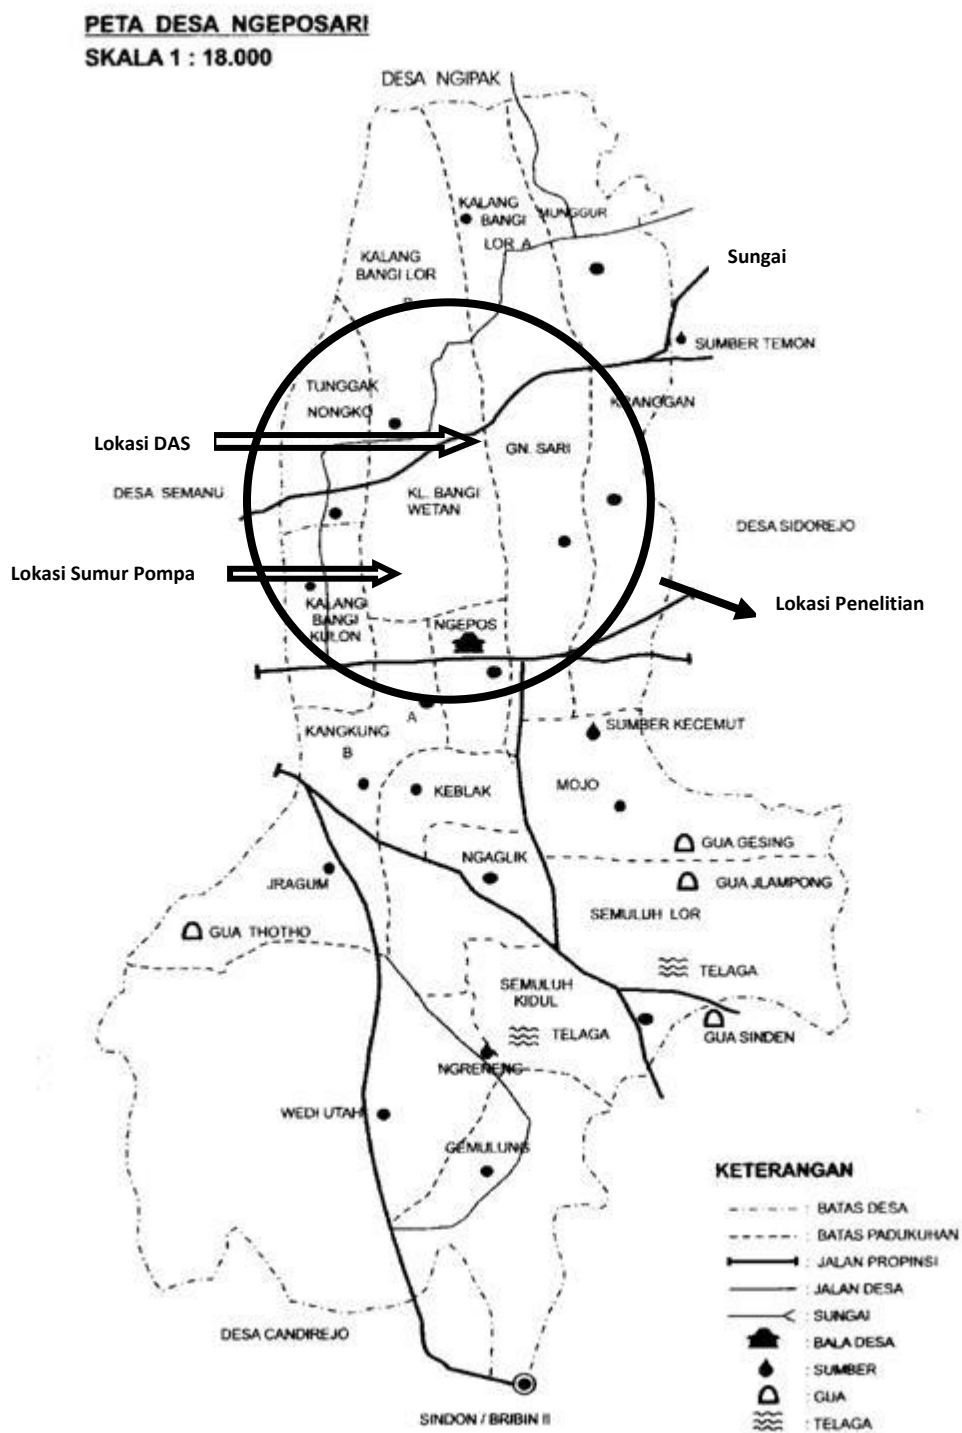 PETA DESA NGEPOSARI
SKALA 1 : 18.000
DESA NGIPAK
KALANG
BANGI
LOR A
MUNGGUR
KALANG
BANGI LOR
Sungai
SUMBER TEMON
TUNGGAK
NONGKO
KRANGGAN
Lokasi DAS
GN. SARI
DESA SEMANU
KL. BANGI
WETAN
DESA SIDOREJO
Lokasi Sumur Pompa
KALANG
BANGI
KULON
NGEPOS
Lokasi Penelitian
A
KANGKUNG
B
SUMBER KECEMUT
KEBLAK
MOJO
GUA GESING
NGAGLIK
JRAGUM
GUA JLAMPONG
SEMULUH LOR
GUA THOTHO
TELAGA
SEMULUH
KIDUL
TELAGA
GUA SINDEN
NGRENENG
WEDI UTAH
GEMULUNG
KETERANGAN
: BATAS DESA
: BATAS PADUKUHAN
: JALAN PROPINSI
: JALAN DESA
: SUNGAI
: BALA DESA
: SUMBER
: GUA
: TELAGA
DESA CANDIREJO
SINDON / BRIBIN II